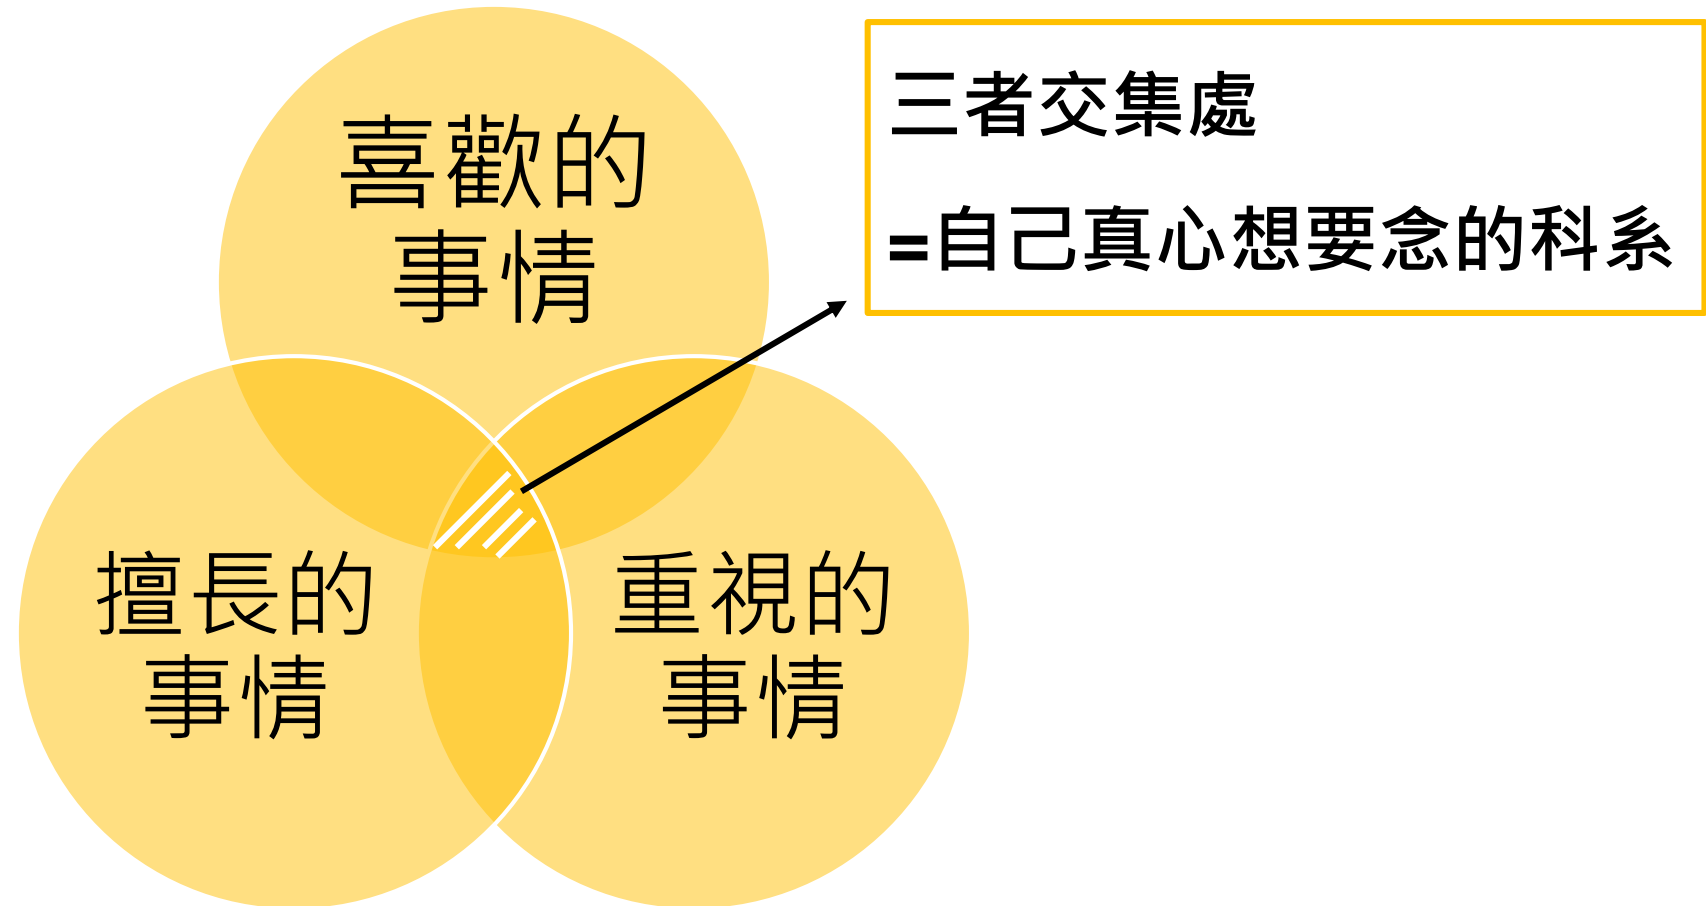 喜歡的
事情
三者交集處
=自己真心想要念的科系
擅長的
事情
重視的
事情